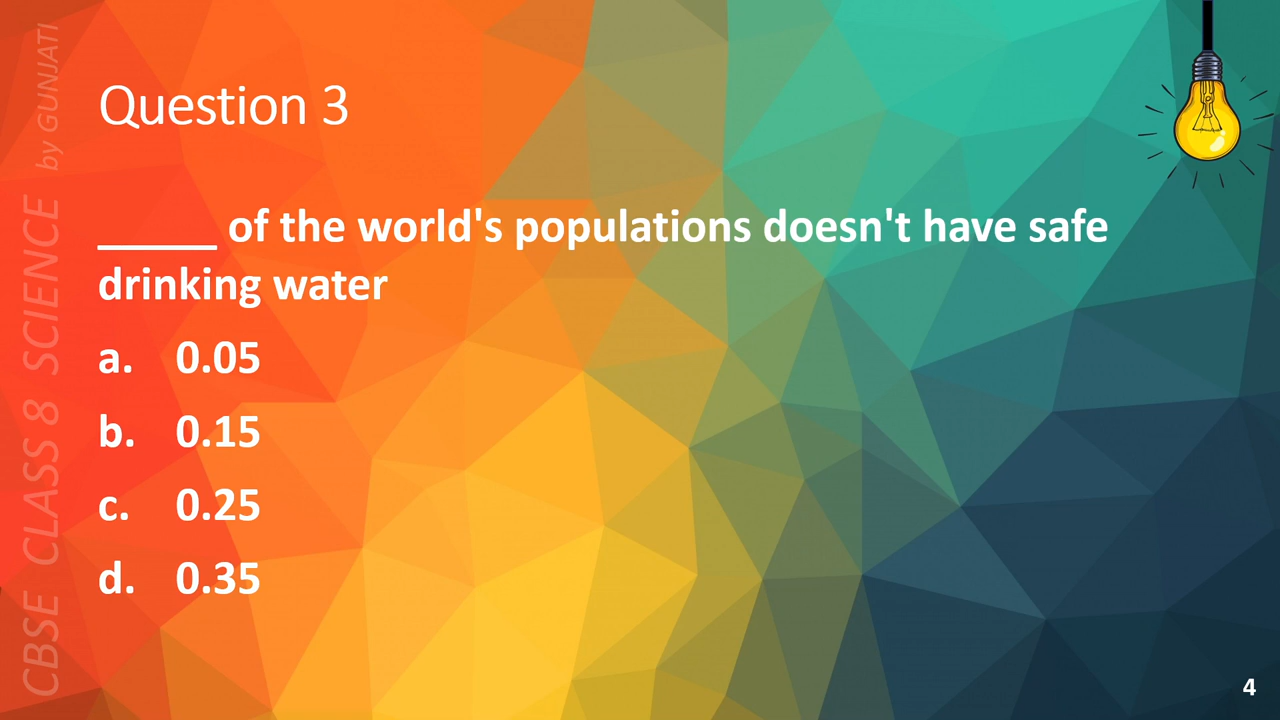 Question 3
_____ of the world's populations doesn't have safe
drinking water
a. 0.05
b. 0.15
c. 0.25
d. 0.35
CBSE CLASS 8 SCIENCE by GUNJATI
4